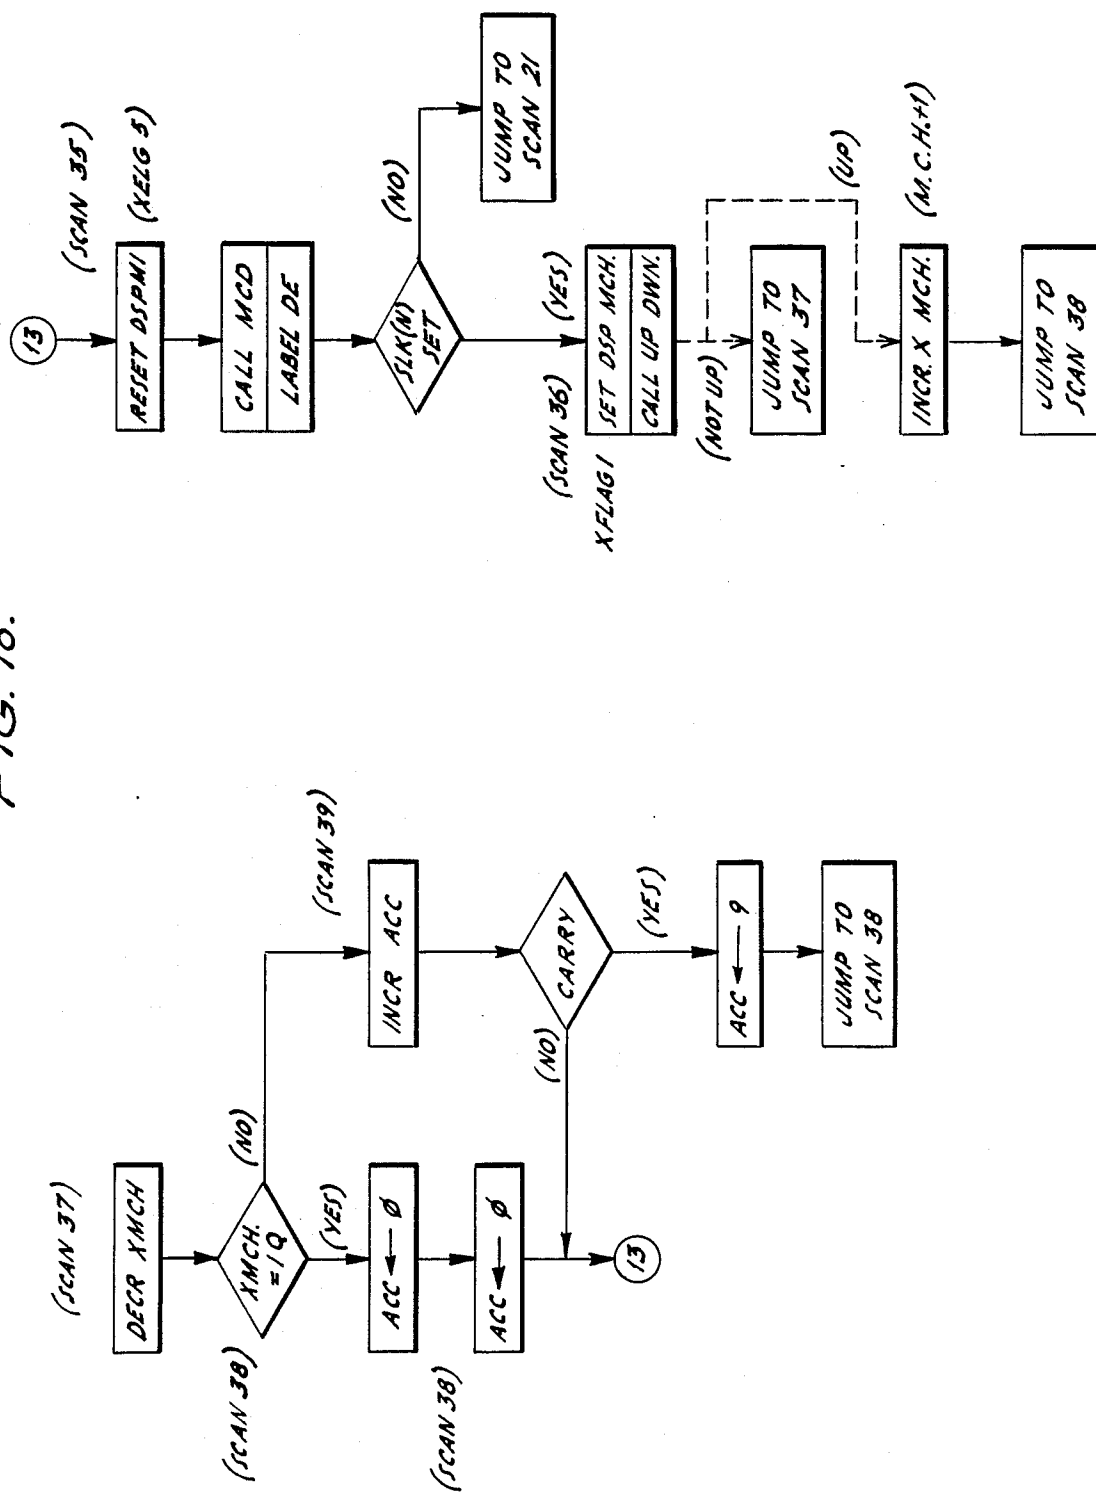 FIG. 16.
(SCAN 37)
DECR XMCH
(SCAN 38)
XMCH.
=1Q
(NO)
(YES)
ACC ← Ø
(SCAN 38)
ACC ← Ø
13
(SCAN 39)
INCR ACC
CARRY
(NO)
(YES)
ACC ← 9
JUMP TO
SCAN 38
13
(SCAN 35)
RESET DSPM1
(XELG 5)
CALL MCD
LABEL DE
SLK(N)
SET
(NO)
JUMP TO
SCAN 21
(SCAN 36)
(YES)
XFLAG1
SET DSP MCH.
CALL UP DWN.
(NOT UP)
(UP)
JUMP TO
SCAN 37
INCR. X MCH.
(M.C.H.+1)
JUMP TO
SCAN 38